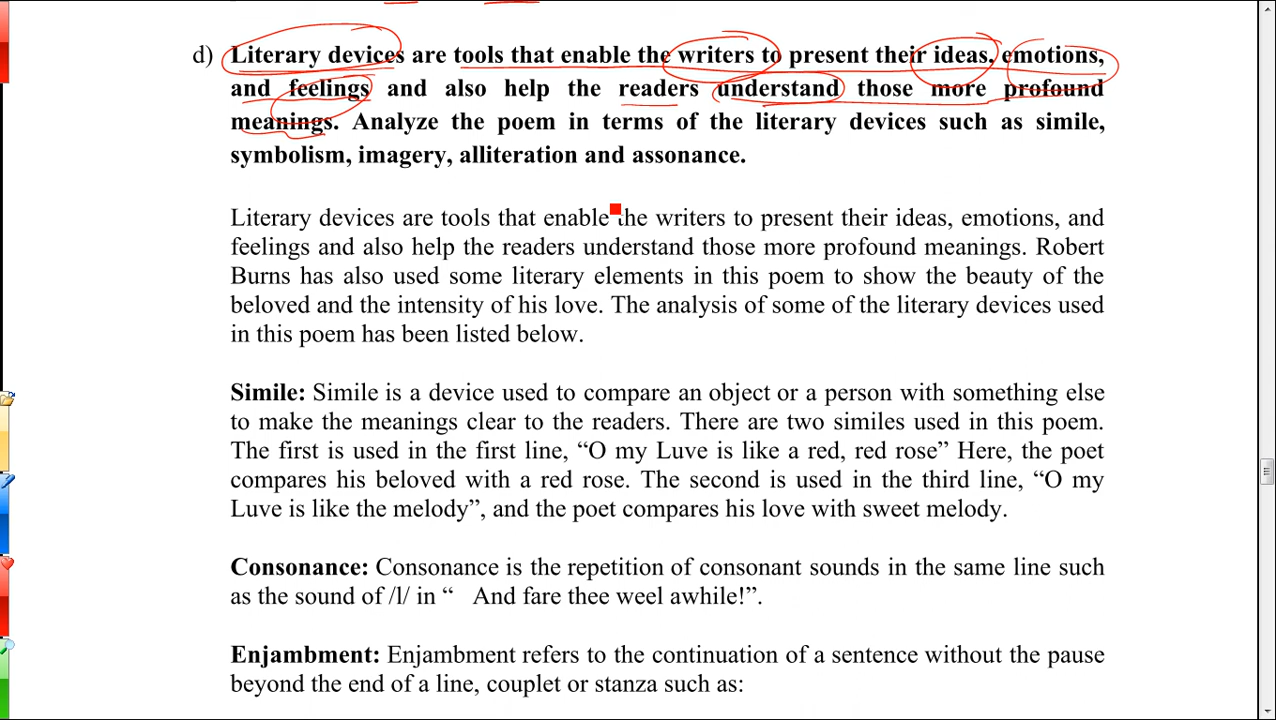 d) Literary devices are tools that enable the writers to present their ideas, emotions,
and feelings and also help the readers understand those more profound
meanings. Analyze the poem in terms of the literary devices such as simile,
symbolism, imagery, alliteration and assonance.
Literary devices are tools that enable the writers to present their ideas, emotions, and
feelings and also help the readers understand those more profound meanings. Robert
Burns has also used some literary elements in this poem to show the beauty of the
beloved and the intensity of his love. The analysis of some of the literary devices used
in this poem has been listed below.
Simile: Simile is a device used to compare an object or a person with something else
to make the meanings clear to the readers. There are two similes used in this poem.
The first is used in the first line, “O my Luve is like a red, red rose” Here, the poet
compares his beloved with a red rose. The second is used in the third line, “O my
Luve is like the melody”, and the poet compares his love with sweet melody.
Consonance: Consonance is the repetition of consonant sounds in the same line such
as the sound of /l/ in “ And fare thee weel awhile!”.
Enjambment: Enjambment refers to the continuation of a sentence without the pause
beyond the end of a line, couplet or stanza such as: